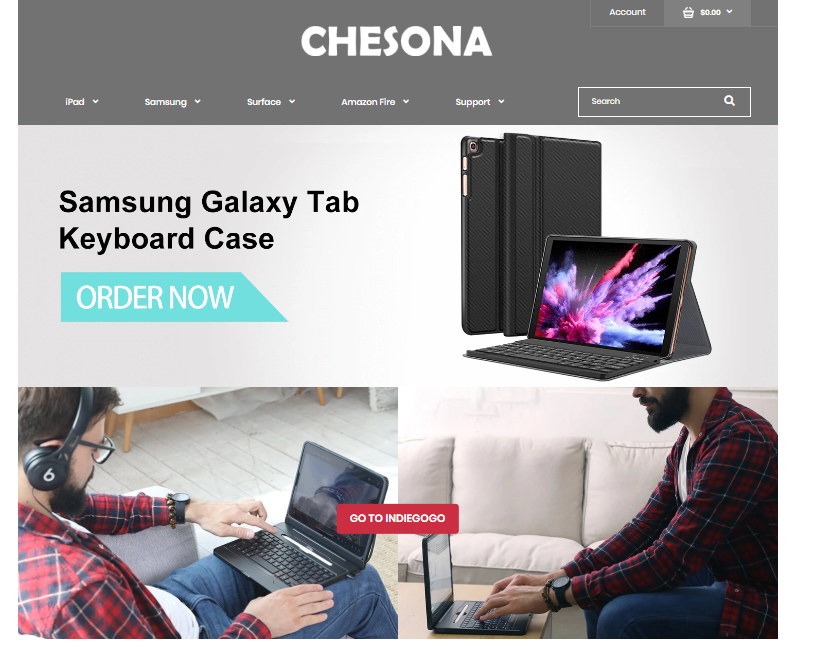 Account
$0.00
CHESONA
iPad
Samsung
Surface
Amazon Fire
Support
Search
Samsung Galaxy Tab
Keyboard Case
ORDER NOW
GO TO INDIEGOGO